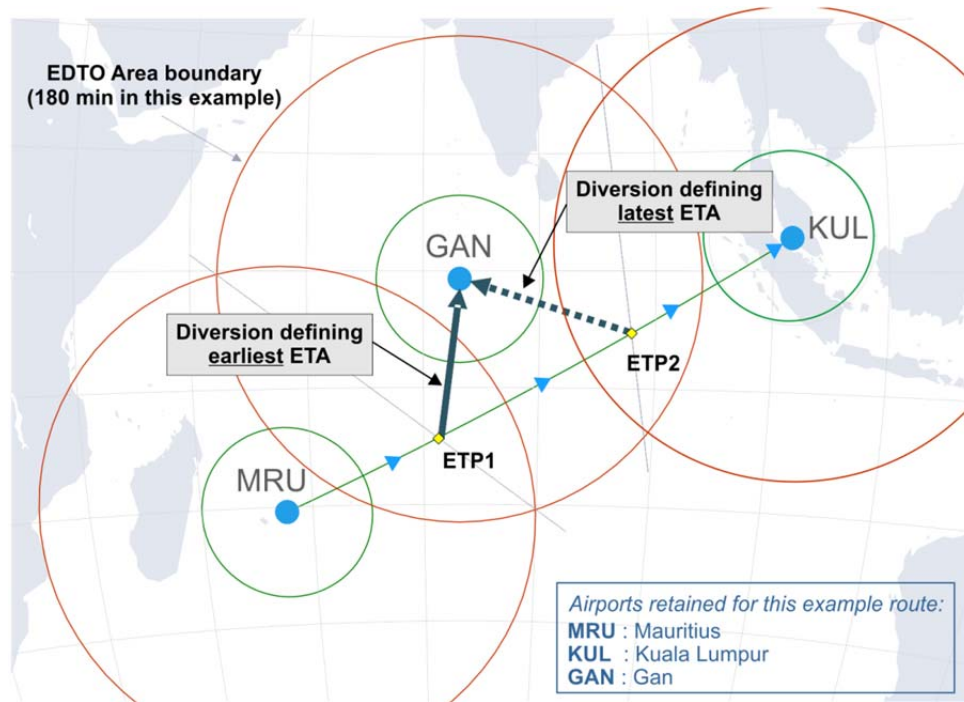 EDTO Area boundary
(180 min in this example)
Diversion defining
latest ETA
KUL
GAN
Diversion defining
earliest ETA
ETP2
ETP1
MRU
Airports retained for this example route:
MRU : Mauritius
KUL : Kuala Lumpur
GAN : Gan